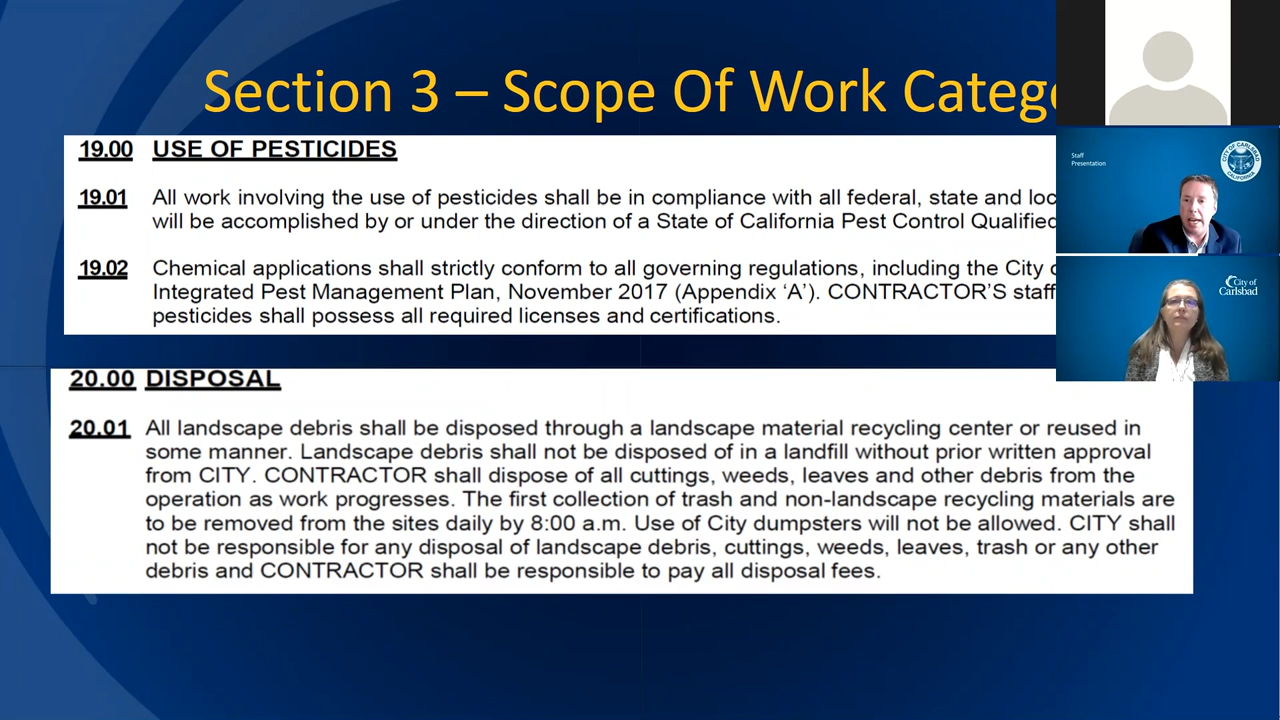 Section 3 – Scope Of Work Catego
19.00 USE OF PESTICIDES
19.01 All work involving the use of pesticides shall be in compliance with all federal, state and loc
will be accomplished by or under the direction of a State of California Pest Control Qualified
19.02 Chemical applications shall strictly conform to all governing regulations, including the City
Integrated Pest Management Plan, November 2017 (Appendix ‘A’). CONTRACTOR’S staff
pesticides shall possess all required licenses and certifications.
20.00 DISPOSAL
20.01 All landscape debris shall be disposed through a landscape material recycling center or reused in
some manner. Landscape debris shall not be disposed of in a landfill without prior written approval
from CITY. CONTRACTOR shall dispose of all cuttings, weeds, leaves and other debris from the
operation as work progresses. The first collection of trash and non-landscape recycling materials are
to be removed from the sites daily by 8:00 a.m. Use of City dumpsters will not be allowed. CITY shall
not be responsible for any disposal of landscape debris, cuttings, weeds, leaves, trash or any other
debris and CONTRACTOR shall be responsible to pay all disposal fees.
Staff
Presentation
CITY OF CARLSBAD
CALIFORNIA
City of
Carlsbad